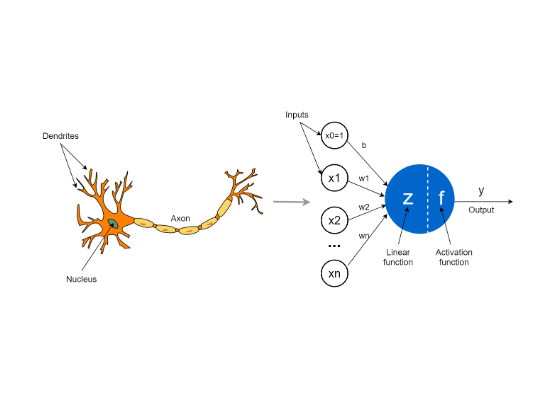 Dendrites
Axon
Nucleus
Inputs
x0=1
b
x1
w1
x2
w2
...
wn
xn
z
f
y
Output
Linear
function
Activation
function